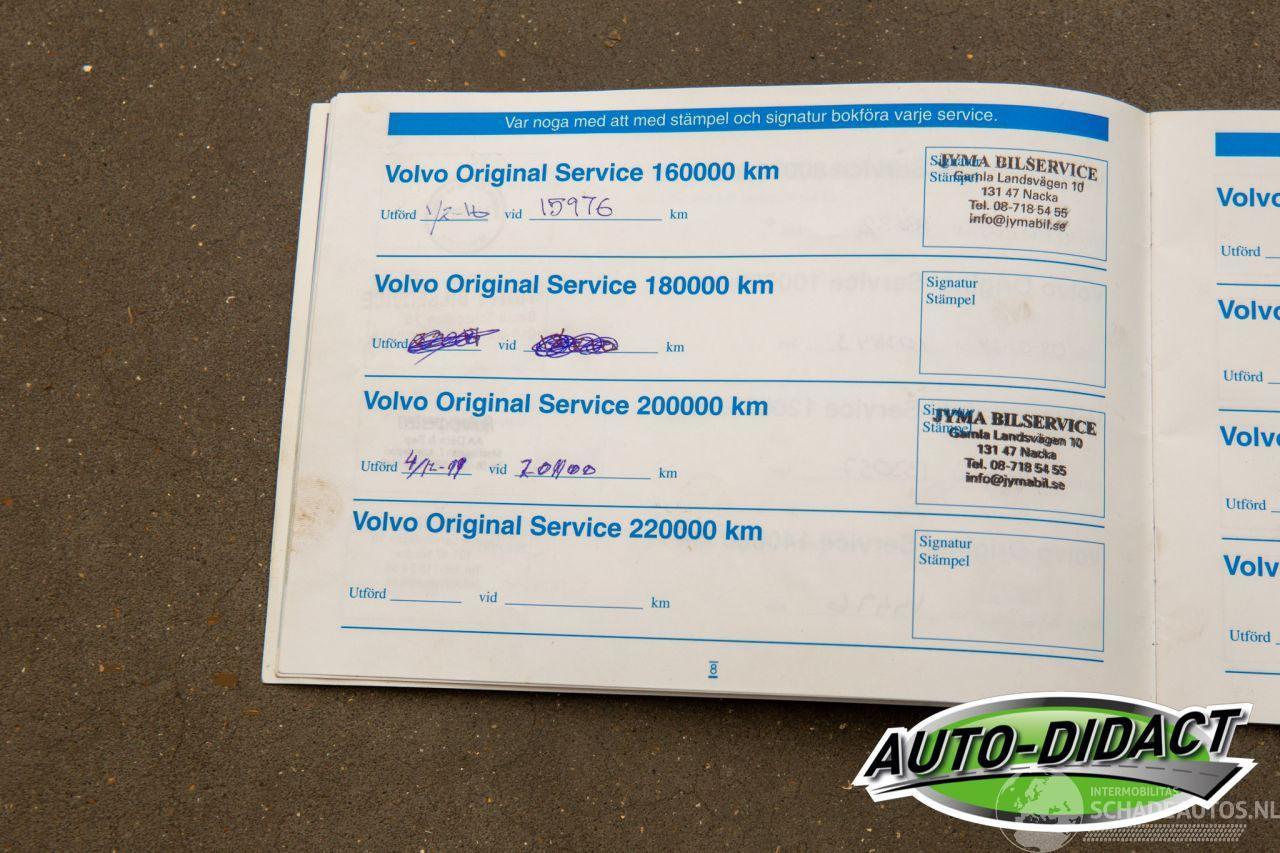 Var noga med att med stämpel och signatur bokföra varje service.
Volvo Original Service 160000 km
Utförd 1/2-16 vid 15976 km
Signatur
Stämpel
JYMA BILSERVICE
Gamla Landsvägen 10
131 47 Nacka
Tel. 08-718 54 55
info@jymabil.se
Volvo Original Service 180000 km
Utförd vid km
Signatur
Stämpel
Volvo Original Service 200000 km
Utförd 4/12- vid km
Signatur
Stämpel
JYMA BILSERVICE
Gamla Landsvägen 10
131 47 Nacka
Tel. 08-718 54 55
info@jymabil.se
Volvo Original Service 220000 km
Utförd vid km
Signatur
Stämpel
8
Volvo
Utförd
Volvo
Utförd
Volv
Utförd
Volv
Utförd
AUTO-DIDACT
INTERMOBILITAS
SCHADEAUTOS.NL